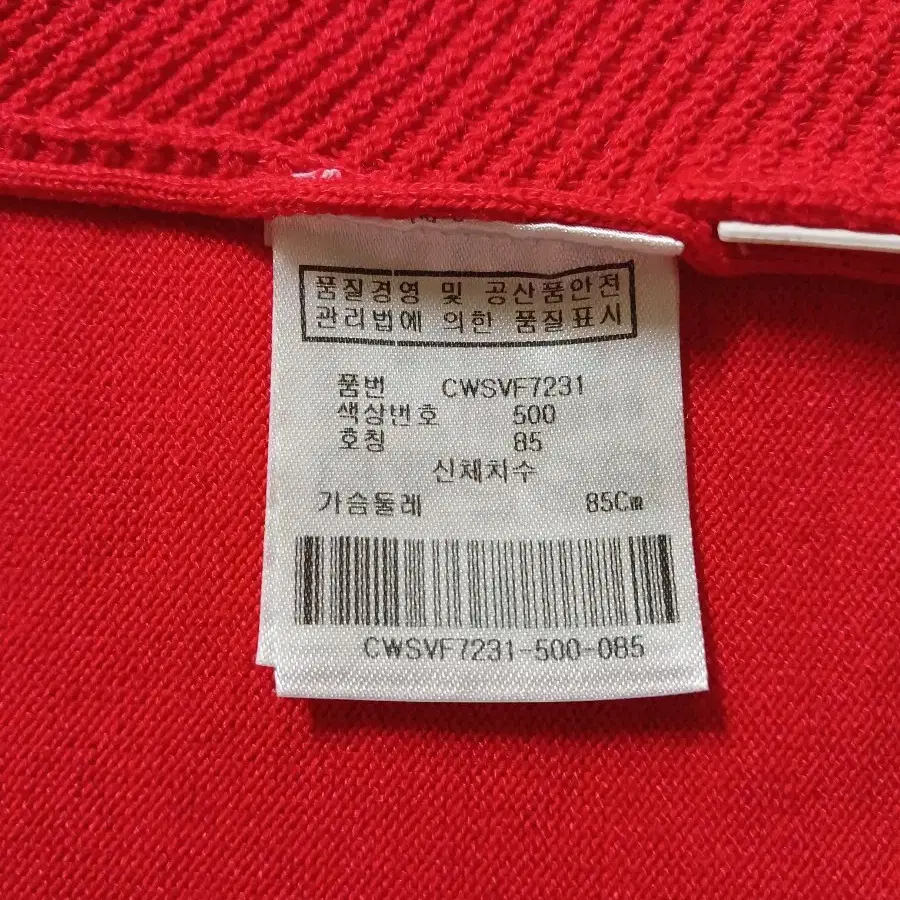 품질경영 및 공산품안전
관리법에 의한 품질표시
품번 CWSVF7231
색상번호 500
호칭 85
신체치수
가슴둘레 85Cm
CWSVF7231-500-085